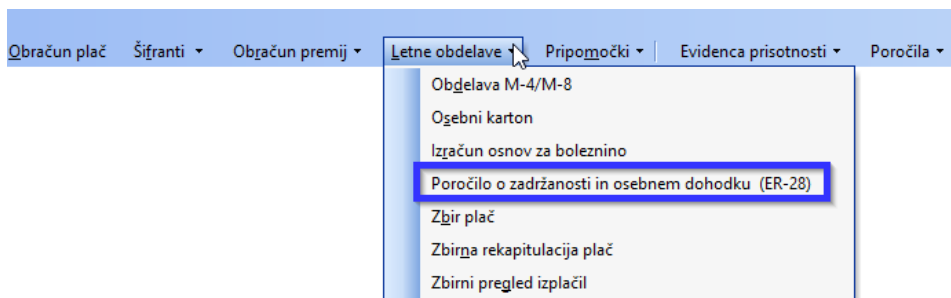 Obračun plač Šifranti Obračun premij Letne obdelave Pripomočki Evidenca prisotnosti Poročila
Obdelava M-4/M-8
Osebni karton
Izračun osnov za boleznino
Poročilo o zadržanosti in osebnem dohodku (ER-28)
Zbir plač
Zbirna rekapitulacija plač
Zbirni pregled izplačil